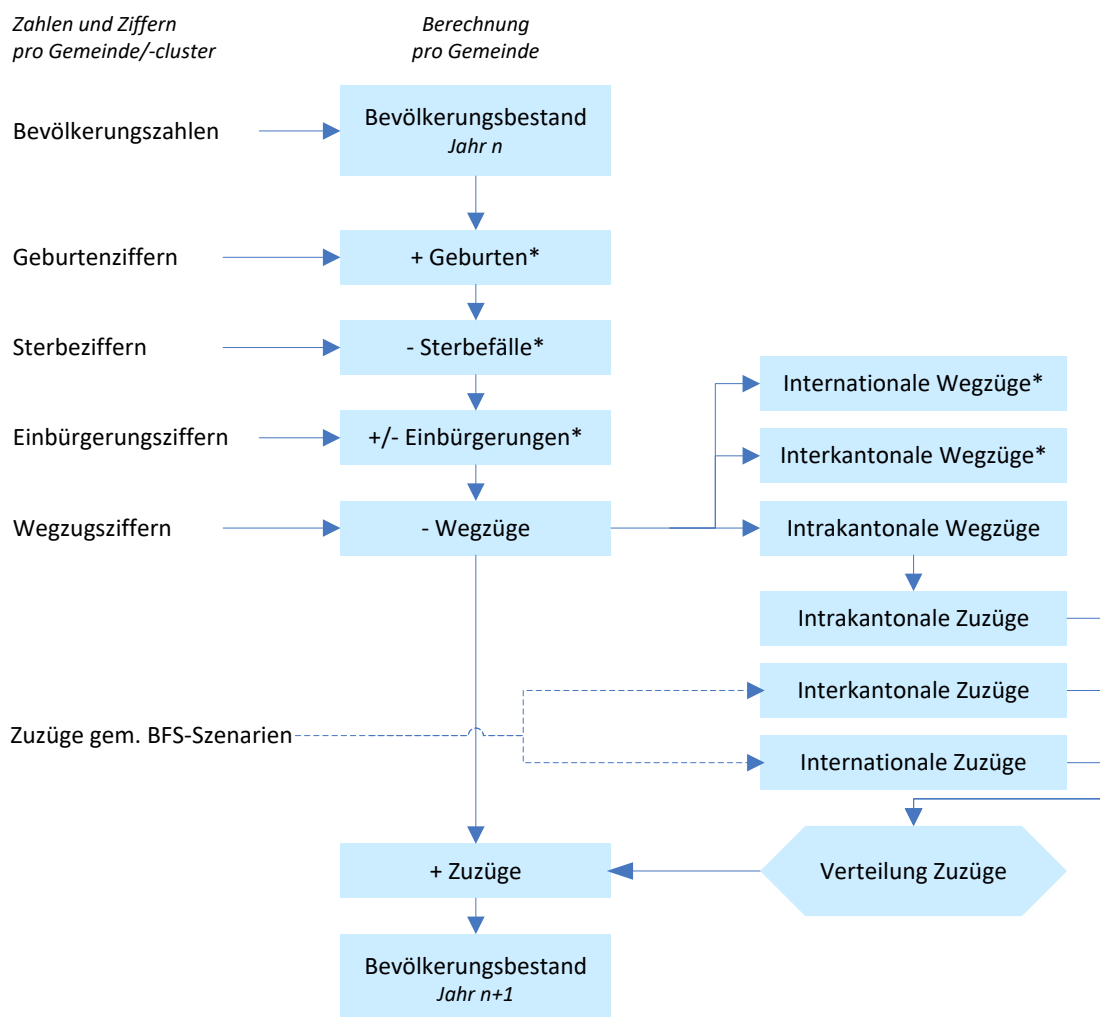 Zahlen und Ziffern
pro Gemeinde/-cluster
Berechnung
pro Gemeinde
Bevölkerungszahlen
Bevölkerungsbestand
Jahr n
Geburtenziffern
+ Geburten*
Sterbeziffern
- Sterbefälle*
Internationale Wegzüge*
Einbürgerungsziffern
+/- Einbürgerungen*
Interkantonale Wegzüge*
Wegzugsziffern
- Wegzüge
Intrakantonale Wegzüge
Intrakantonale Zuzüge
Interkantonale Zuzüge
Zuzüge gem. BFS-Szenarien
Internationale Zuzüge
+ Zuzüge
Verteilung Zuzüge
Bevölkerungsbestand
Jahr n+1